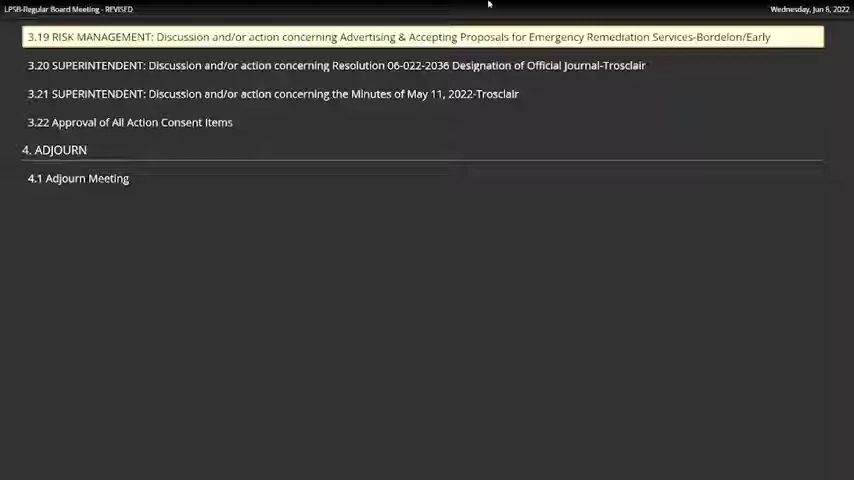 LPSB-Regular Board Meeting - REVISED
Wednesday, Jun 8, 2022
3.19 RISK MANAGEMENT: Discussion and/or action concerning Advertising & Accepting Proposals for Emergency Remediation Services-Bordelon/Early
3.20 SUPERINTENDENT: Discussion and/or action concerning Resolution 06-022-2036 Designation of Official Journal-Trosclair
3.21 SUPERINTENDENT: Discussion and/or action concerning the Minutes of May 11, 2022-Trosclair
3.22 Approval of All Action Consent Items
4. ADJOURN
4.1 Adjourn Meeting